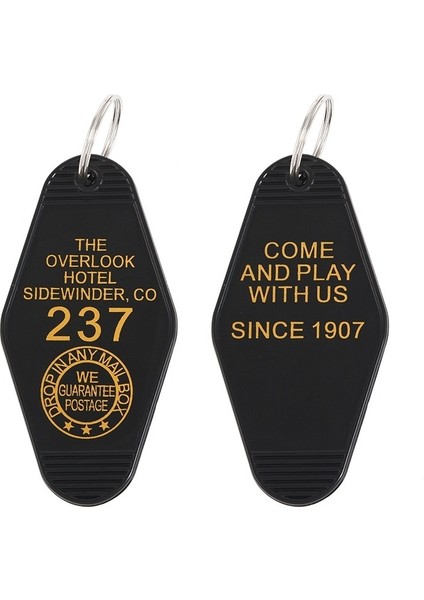 THE
OVERLOOK
HOTEL
SIDEWINDER, CO
237
DROP IN ANY MAIL BOX
WE
GUARANTEE
POSTAGE
COME
AND PLAY
WITH US
SINCE 1907